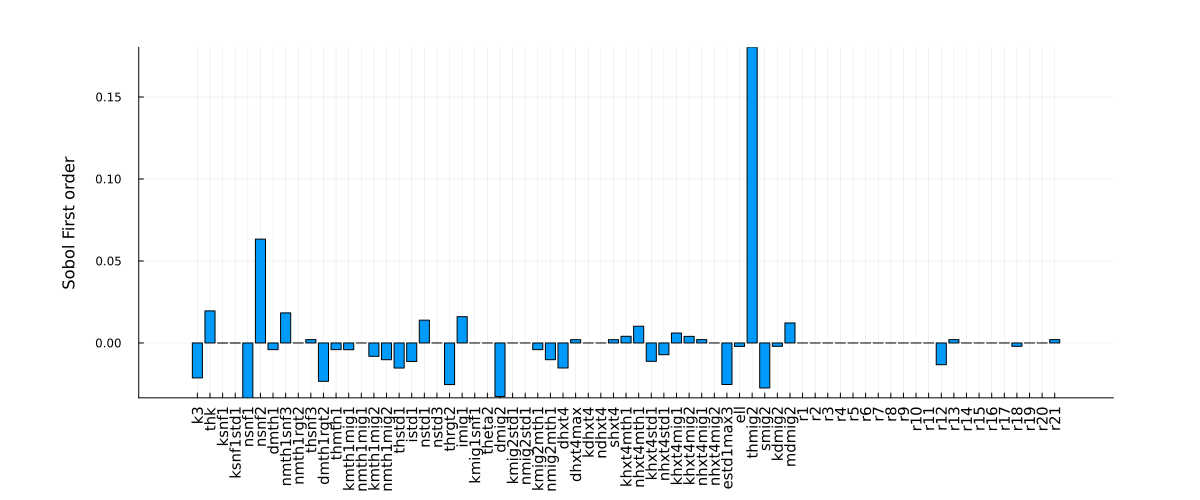 Sobol First order
0.15
0.10
0.05
0.00
k3
thk
ksnf1
ksnf1std1
nsnf1
nsnf2
dmth1
nmth1snf3
nmth1rgt2
thsnf3
dmth1rgt2
thmth1
kmth1mig1
nmth1mig1
kmth1mig2
nmth1mig2
thstd1
istd1
nstd1
nstd3
thrgt2
imig1
kmig1snf1
theta2
dmig2
kmig2std1
nmig2std1
kmig2mth1
nmig2mth1
dhxt4
dhxt4max
kdhxt4
ndhxt4
shxt4
khxt4mth1
nhxt4mth1
khxt4std1
nhxt4std1
khxt4mig1
khxt4mig2
nhxt4mig1
nhxt4mig2
estd1max3
ell
thmig2
smig2
kdmig2
mdmig2
r1
r2
r3
r4
r5
r6
r7
r8
r9
r10
r11
r12
r13
r14
r15
r16
r17
r18
r19
r20
r21